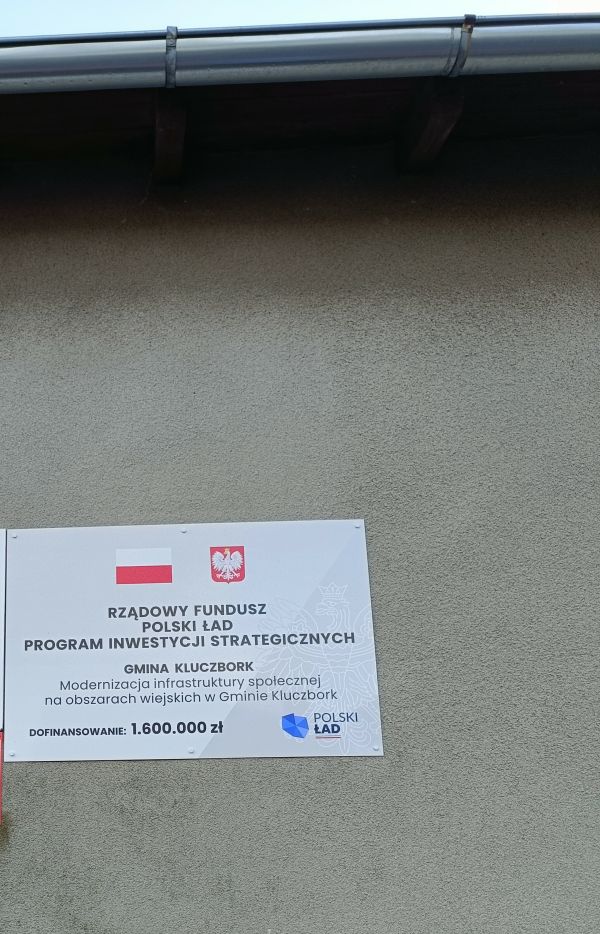 RZĄDOWY FUNDUSZ
POLSKI ŁAD
PROGRAM INWESTYCJI STRATEGICZNYCH
GMINA KLUCZBORK
Modernizacja infrastruktury społecznej
na obszarach wiejskich w Gminie Kluczbork
DOFINANSOWANIE: 1.600.000 zł
POLSKI
ŁAD